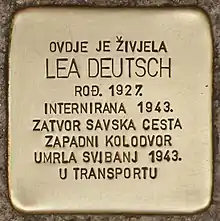 OVDJE JE ŽIVJELA
LEA DEUTSCH
ROĐ. 1927.
INTERNIRANA 1943.
ZATVOR SAVSKA CESTA
ZAPADNI KOLODVOR
UMRLA SVIBANJ 1943.
U TRANSPORTU